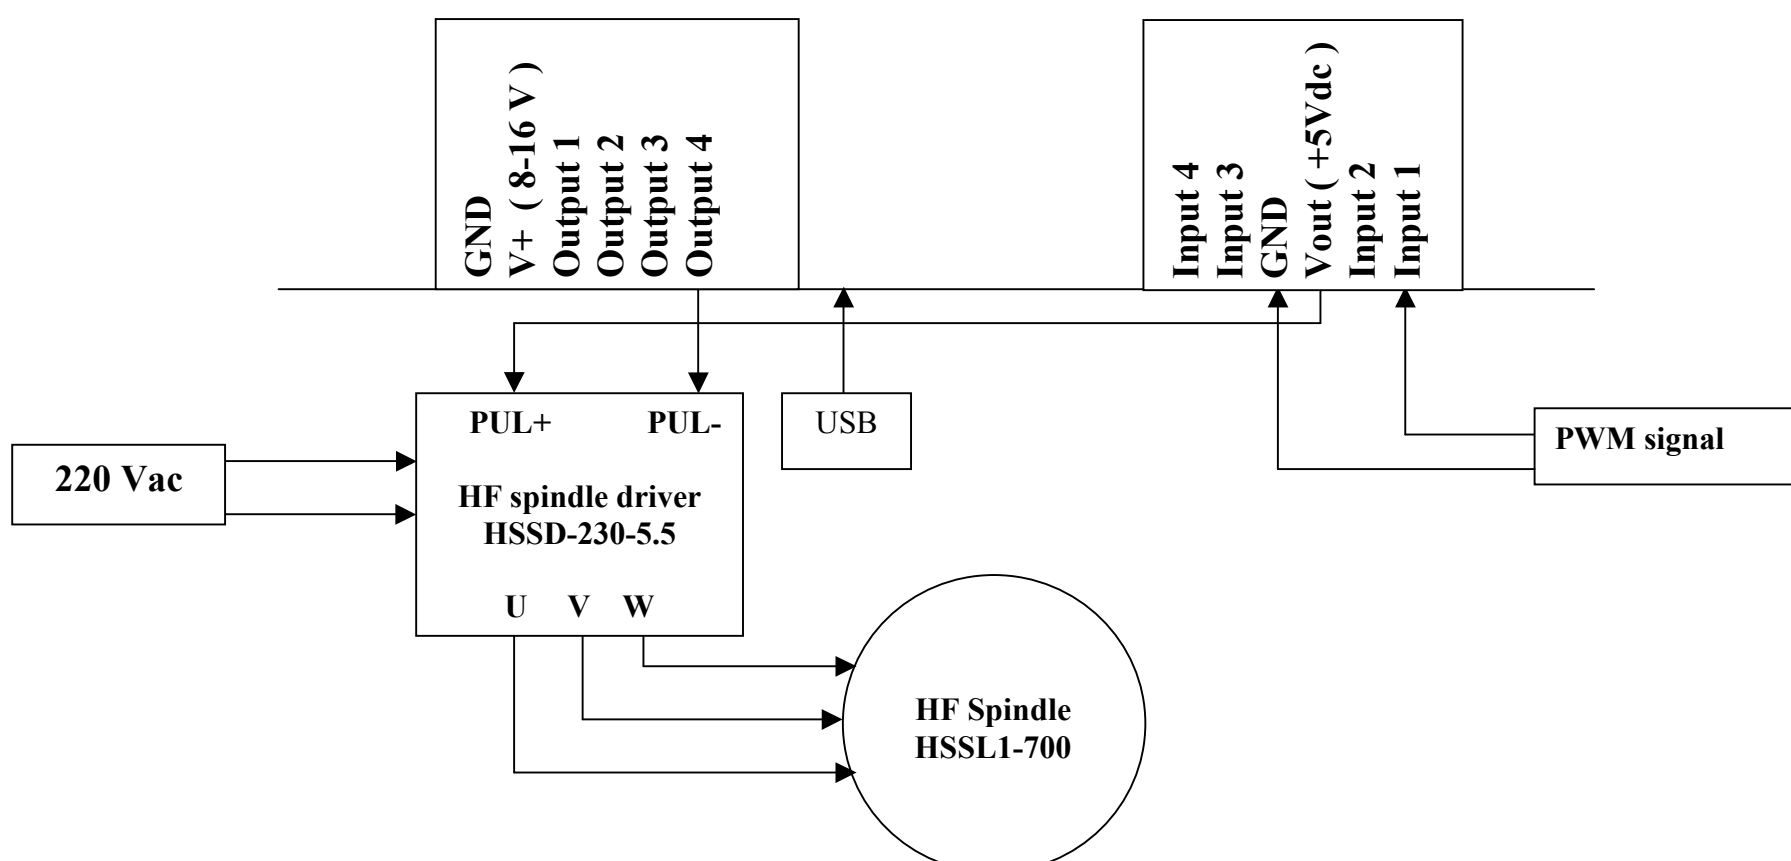 GND
V+ ( 8-16 V )
Output 1
Output 2
Output 3
Output 4
Input 4
Input 3
GND
Vout ( +5Vdc )
Input 2
Input 1
PUL+ PUL-
USB
PWM signal
220 Vac
HF spindle driver
HSSD-230-5.5
U V W
HF Spindle
HSSL1-700